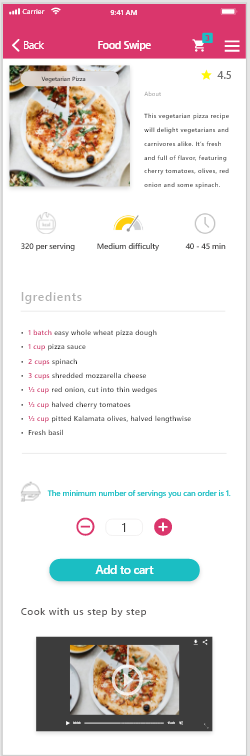 Carrier 9:41 AM
Back Food Swipe
Vegetarian Pizza
4.5
About
This vegetarian pizza recipe
will delight vegetarians and
carnivores alike. It's fresh
and full of flavor, featuring
cherry tomatoes, olives, red
onion and some spinach.
320 per serving Medium difficulty 40 - 45 min
Igredients
• 1 batch easy whole wheat pizza dough
• 1 cup pizza sauce
• 2 cups spinach
• 3 cups shredded mozzarella cheese
• ½ cup red onion, cut into thin wedges
• ½ cup halved cherry tomatoes
• ½ cup pitted Kalamata olives, halved lengthwise
• Fresh basil
The minimum number of servings you can order is 1.
1
Add to cart
Cook with us step by step